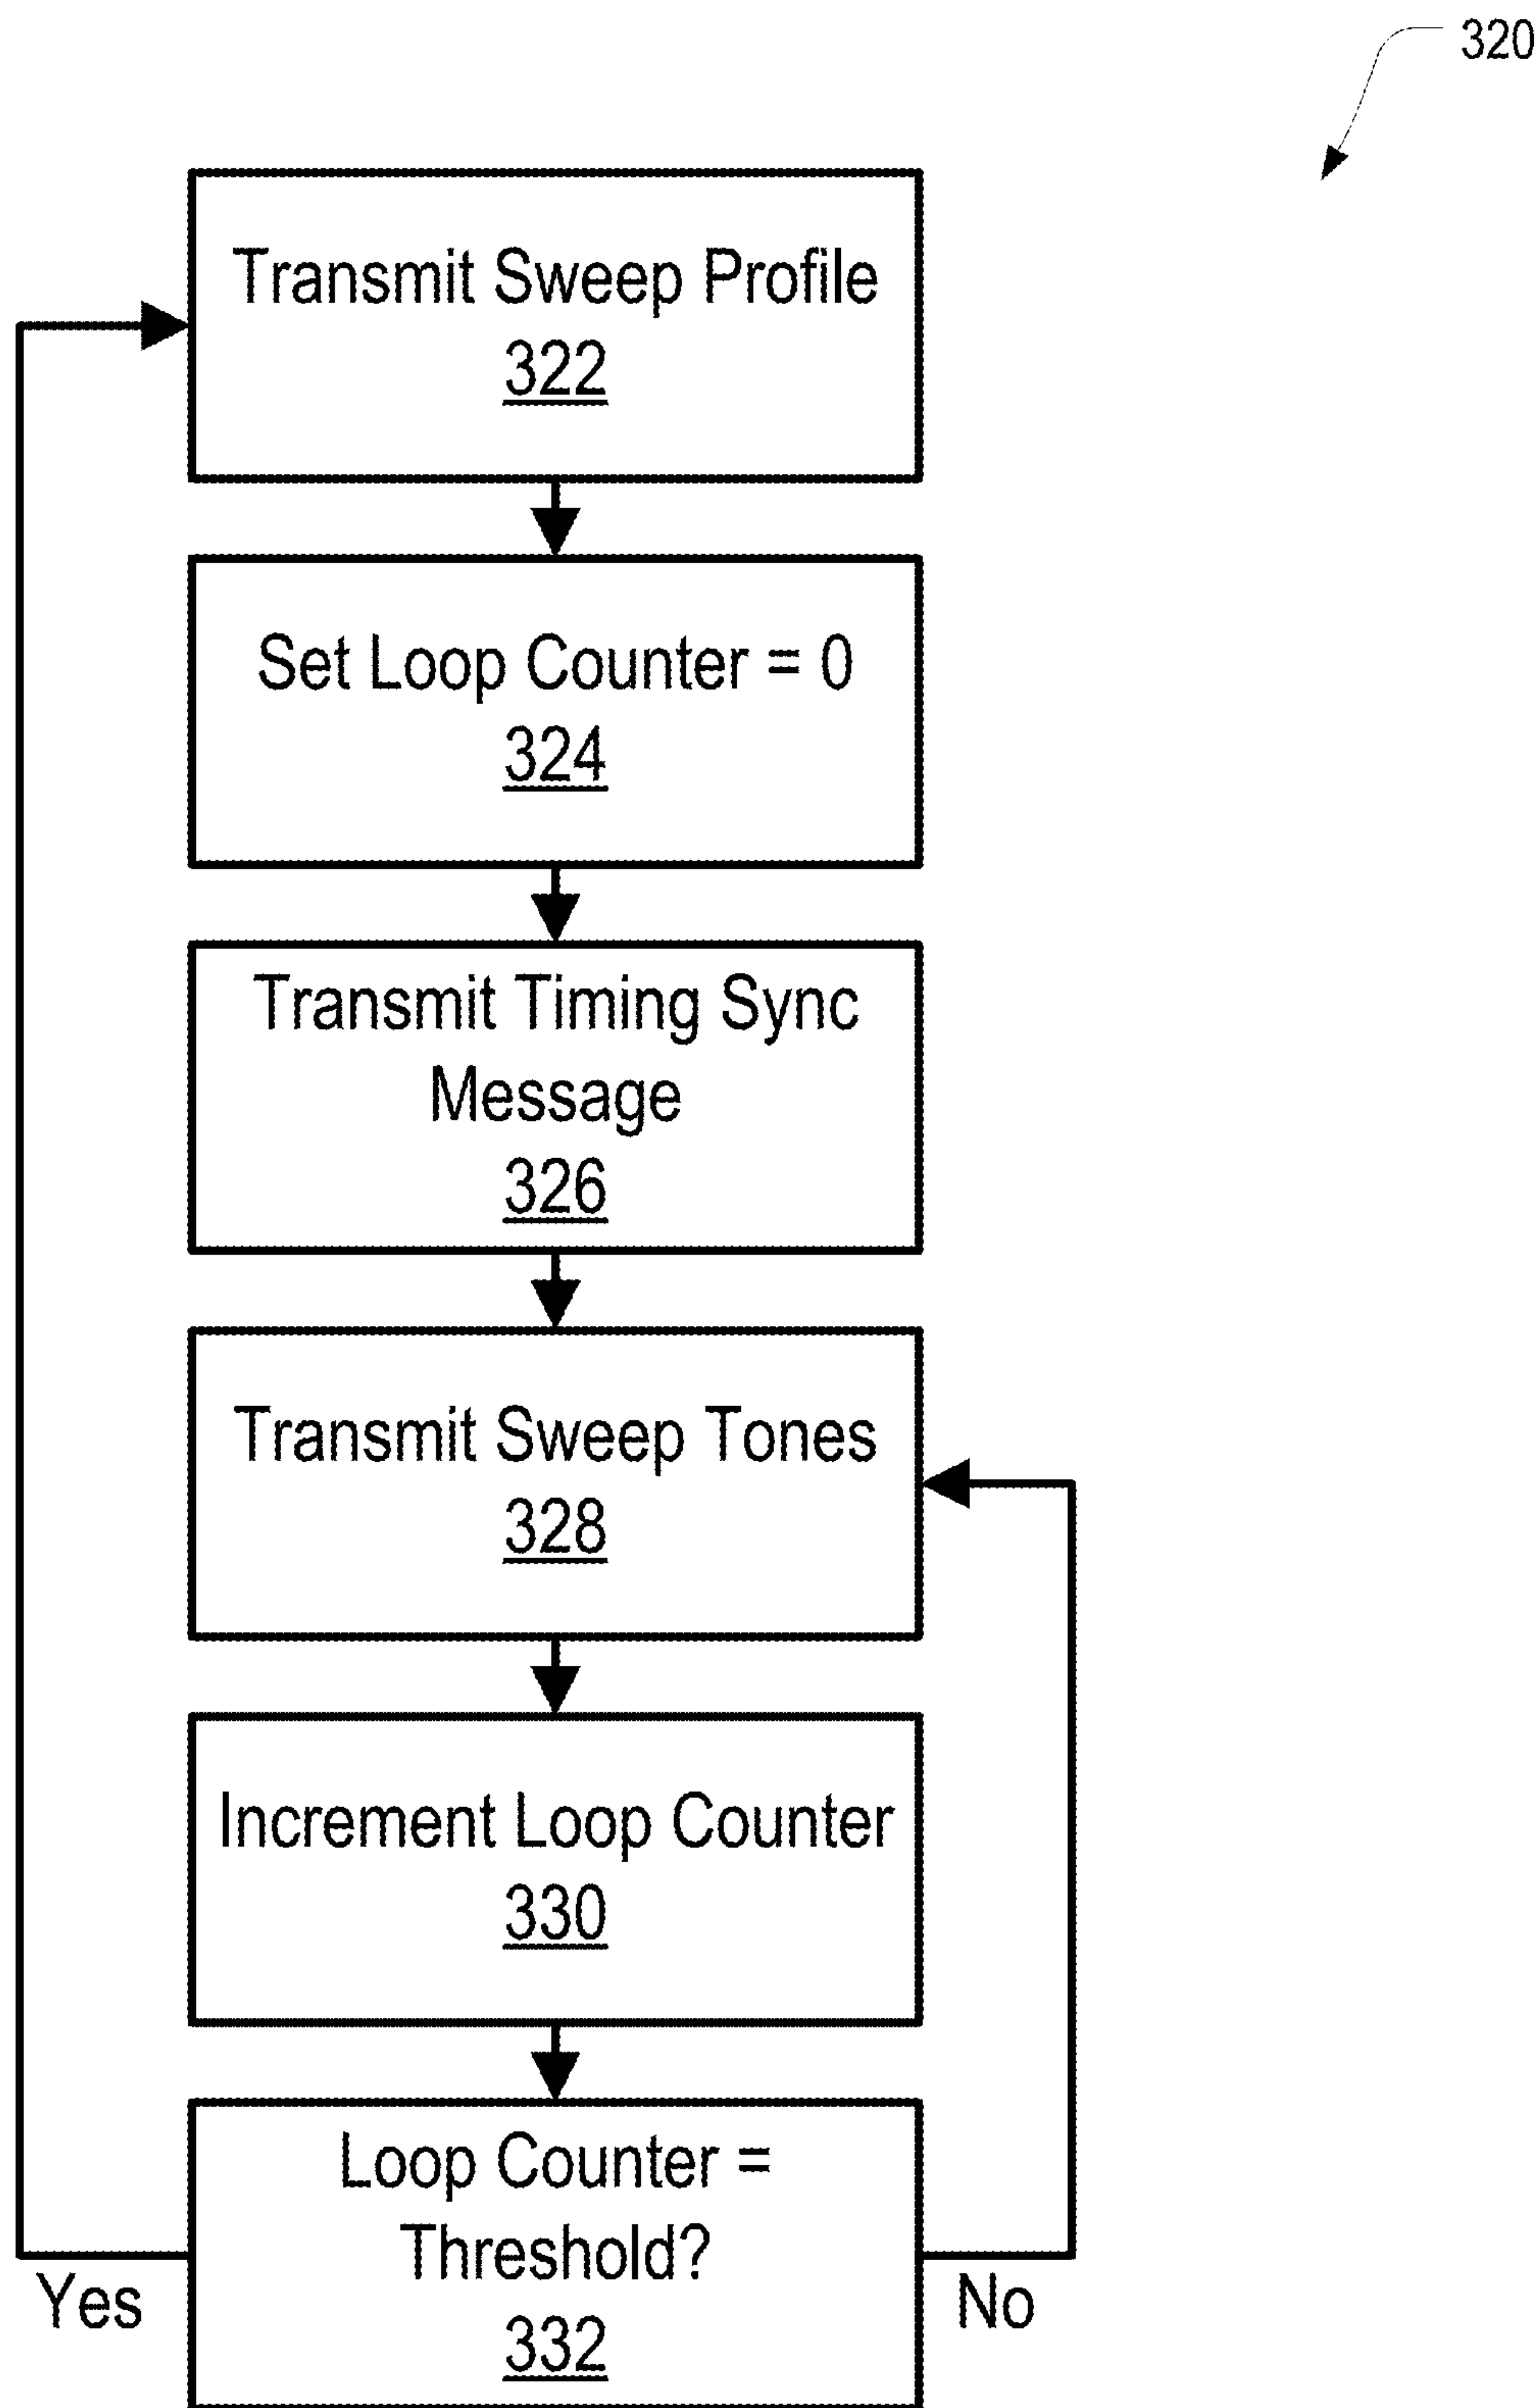 320
Transmit Sweep Profile
322
Set Loop Counter = 0
324
Transmit Timing Sync
Message
326
Transmit Sweep Tones
328
Increment Loop Counter
330
Loop Counter =
Threshold?
332
Yes
No